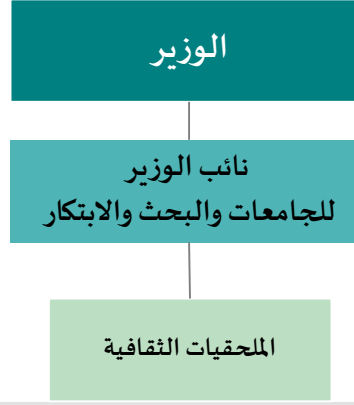 الوزير
نائب الوزير
للجامعات والبحث والابتكار
الملحقيات الثقافية